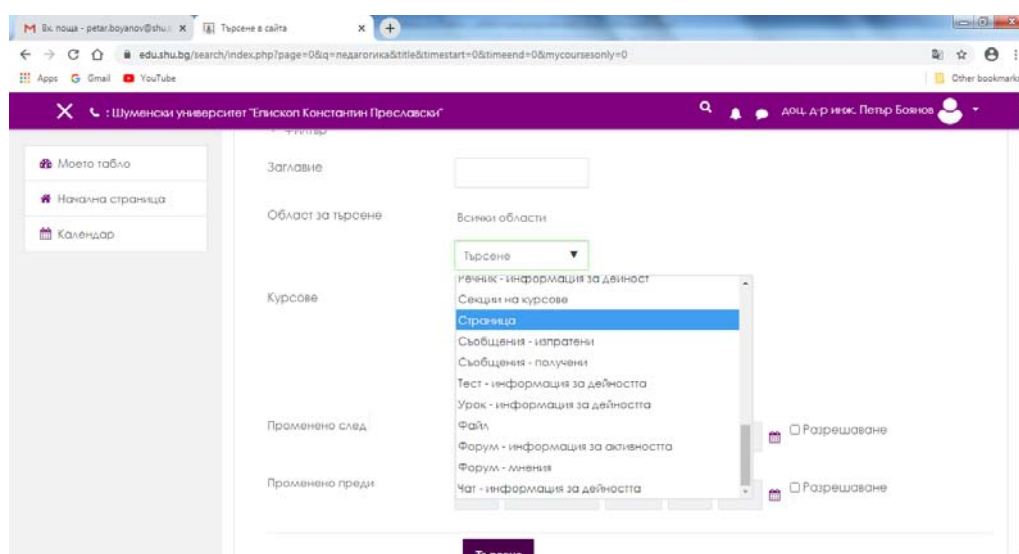 Вх. поща - petar.boyanov@shu.
Търсене в сайта
edu.shu.bg/search/index.php?page=0&q=педагогика&title&timestart=0&timeend=0&mycoursesonly=0
Apps Gmail YouTube Other bookmarks
: Шуменски университет "Епископ Константин Преславски" доц. д-р инж. Петър Боянов
Филтър
Моето табло
Начална страница
Календар
Заглавие
Област за търсене
Всички области
Търсене
Речник - информация за дейност
Секции на курсове
Страница
Съобщения - изпратени
Съобщения - получени
Тест - информация за дейността
Урок - информация за дейността
Файл
Форум - информация за активността
Форум - мнения
Чат - информация за дейността
Курсове
Променено след
Разрешаване
Променено преди
Разрешаване
Търсене